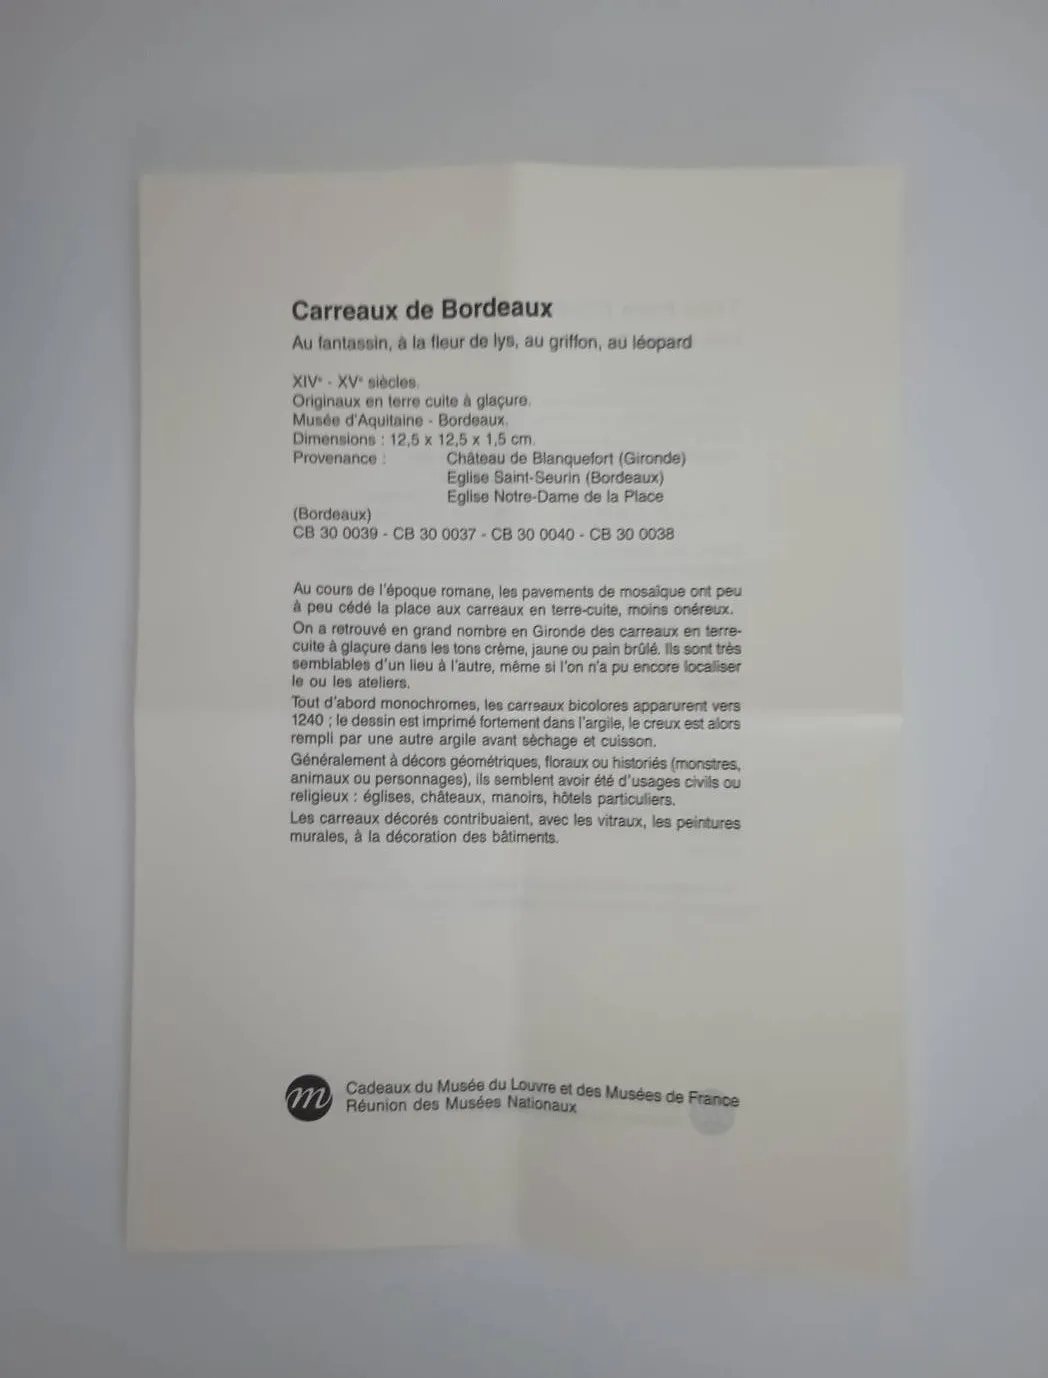 Carreaux de Bordeaux
Au fantassin, à la fleur de lys, au griffon, au léopard
XIVe - XVe siècles.
Originaux en terre cuite à glaçure.
Musée d'Aquitaine - Bordeaux.
Dimensions : 12,5 x 12,5 x 1,5 cm.
Provenance : Château de Blanquefort (Gironde)
Eglise Saint-Seurin (Bordeaux)
Eglise Notre-Dame de la Place
(Bordeaux)
CB 30 0039 - CB 30 0037 - CB 30 0040 - CB 30 0038
Au cours de l'époque romane, les pavements de mosaïque ont peu
à peu cédé la place aux carreaux en terre-cuite, moins onéreux.
On a retrouvé en grand nombre en Gironde des carreaux en terre-
cuite à glaçure dans les tons crème, jaune ou pain brûlé. Ils sont très
semblables d'un lieu à l'autre, même si l'on n'a pu encore localiser
le ou les ateliers.
Tout d'abord monochromes, les carreaux bicolores apparurent vers
1240 ; le dessin est imprimé fortement dans l'argile, le creux est alors
rempli par une autre argile avant sèchage et cuisson.
Généralement à décors géométriques, floraux ou historiés (monstres,
animaux ou personnages), ils semblent avoir été d'usages civils ou
religieux : églises, châteaux, manoirs, hôtels particuliers.
Les carreaux décorés contribuaient, avec les vitraux, les peintures
murales, à la décoration des bâtiments.
m
Cadeaux du Musée du Louvre et des Musées de France
Réunion des Musées Nationaux